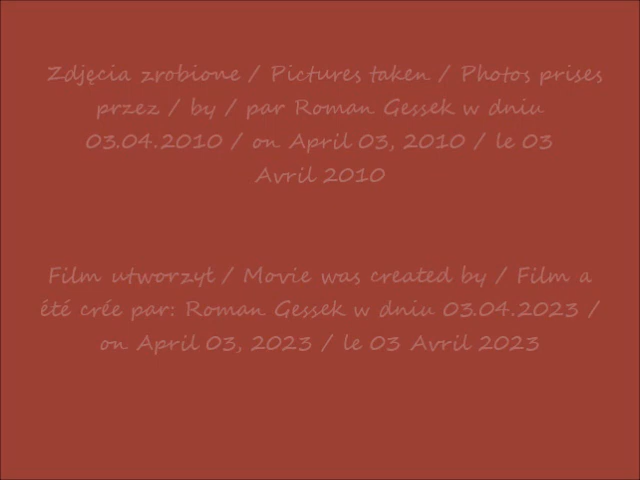 Zdjęcia zrobione / Pictures taken / Photos prises
przez / by / par Roman Gessek w dniu
03.04.2010 / on April 03, 2010 / le 03
Avril 2010
Film utworzył / Movie was created by / Film a
été crée par: Roman Gessek w dniu 03.04.2023 /
on April 03, 2023 / le 03 Avril 2023